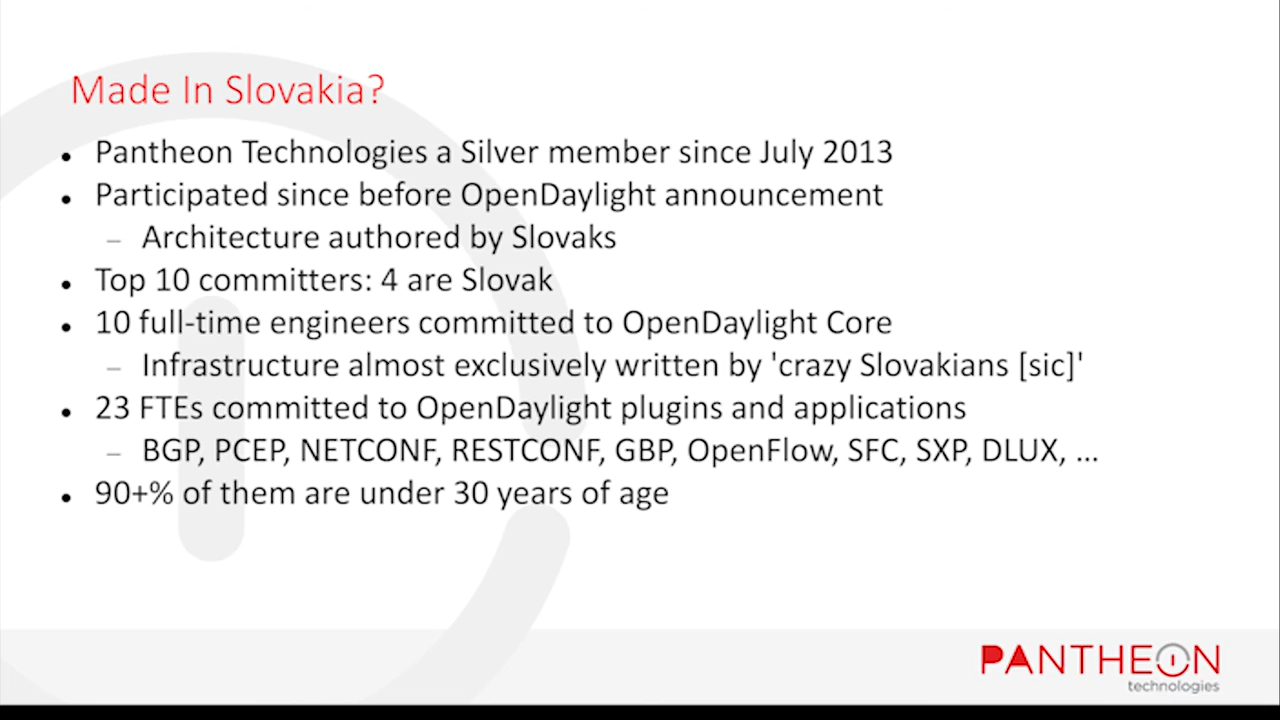 Made In Slovakia?
● Pantheon Technologies a Silver member since July 2013
● Participated since before OpenDaylight announcement
– Architecture authored by Slovaks
● Top 10 committers: 4 are Slovak
● 10 full-time engineers committed to OpenDaylight Core
– Infrastructure almost exclusively written by 'crazy Slovakians [sic]'
● 23 FTEs committed to OpenDaylight plugins and applications
– BGP, PCEP, NETCONF, RESTCONF, GBP, OpenFlow, SFC, SXP, DLUX, ...
● 90+% of them are under 30 years of age
PANTHEON
technologies